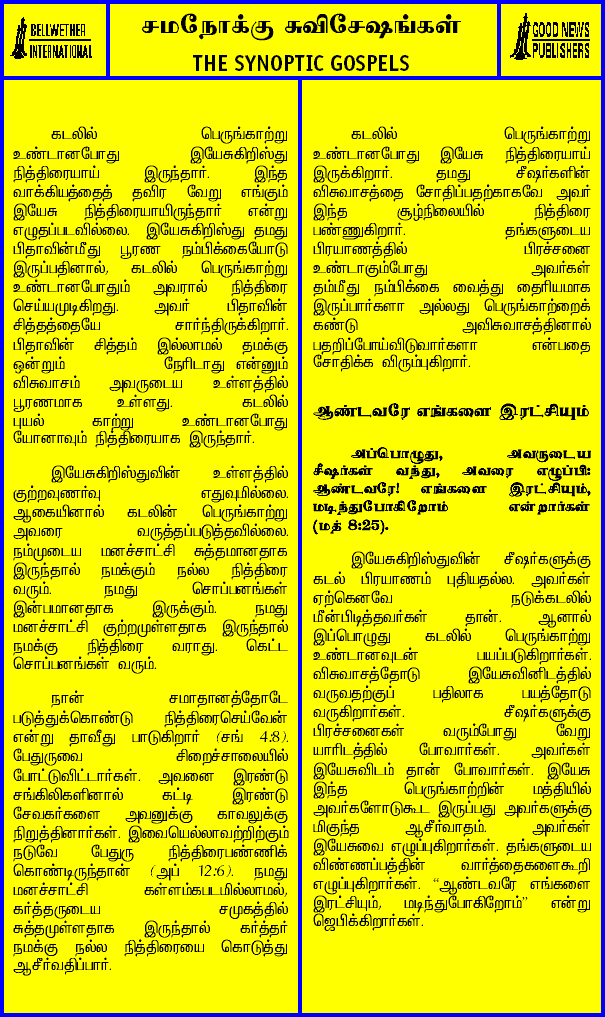 BELLWETHER
INTERNATIONAL
சமநோக்கு சுவிசேஷங்கள்
THE SYNOPTIC GOSPELS
GOOD NEWS
PUBLISHERS
கடலில் பெருங்காற்று
உண்டானபோது இயேசுகிறிஸ்து
நித்திரையாய் இருந்தார். இந்த
வாக்கியத்தைத் தவிர வேறு எங்கும்
இயேசு நித்திரையாயிருந்தார் என்று
எழுதப்படவில்லை. இயேசுகிறிஸ்து தமது
பிதாவின்மீது பூரண நம்பிக்கையோடு
இருப்பதினால், கடலில் பெருங்காற்று
உண்டானபோதும் அவரால் நித்திரை
செய்யமுடிகிறது. அவர் பிதாவின்
சித்தத்தையே சார்ந்திருக்கிறார்.
பிதாவின் சித்தம் இல்லாமல் தமக்கு
ஒன்றும் நேரிடாது என்னும்
விசுவாசம் அவருடைய உள்ளத்தில்
பூரணமாக உள்ளது. கடலில்
புயல் காற்று உண்டானபோது
யோனாவும் நித்திரையாக இருந்தார்.
இயேசுகிறிஸ்துவின் உள்ளத்தில்
குற்றவுணர்வு எதுவுமில்லை.
ஆகையினால் கடலின் பெருங்காற்று
அவரை வருத்தப்படுத்தவில்லை.
நம்முடைய மனச்சாட்சி சுத்தமானதாக
இருந்தால் நமக்கும் நல்ல நித்திரை
வரும். நமது சொப்பனங்கள்
இன்பமானதாக இருக்கும். நமது
மனச்சாட்சி குற்றமுள்ளதாக இருந்தால்
நமக்கு நித்திரை வராது. கெட்ட
சொப்பனங்கள் வரும்.
நான் சமாதானத்தோடே
படுத்துக்கொண்டு நித்திரைசெய்வேன்
என்று தாவீது பாடுகிறார் (சங் 4:8).
பேதுருவை சிறைச்சாலையில்
போட்டுவிட்டார்கள். அவனை இரண்டு
சங்கிலிகளினால் கட்டி இரண்டு
சேவகர்களை அவனுக்கு காவலுக்கு
நிறுத்தினார்கள். இவையெல்லாவற்றிற்கும்
நடுவே பேதுரு நித்திரைபண்ணிக்
கொண்டிருந்தான் (அப் 12:6). நமது
மனச்சாட்சி கள்ளம்கபடமில்லாமல்,
கர்த்தருடைய சமுகத்தில்
சுத்தமுள்ளதாக இருந்தால் கர்த்தர்
நமக்கு நல்ல நித்திரையை கொடுத்து
ஆசீர்வதிப்பார்.
கடலில் பெருங்காற்று
உண்டானபோது இயேசு நித்திரையாய்
இருக்கிறார். தமது சீஷர்களின்
விசுவாசத்தை சோதிப்பதற்காகவே அவர்
இந்த சூழ்நிலையில் நித்திரை
பண்ணுகிறார். தங்களுடைய
பிரயாணத்தில் பிரச்சனை
உண்டாகும்போது அவர்கள்
தம்மீது நம்பிக்கை வைத்து தைரியமாக
இருப்பார்களா அல்லது பெருங்காற்றைக்
கண்டு அவிசுவாசத்தினால்
பதறிப்போய்விடுவார்களா என்பதை
சோதிக்க விரும்புகிறார்.
ஆண்டவரே எங்களை இரட்சியும்
அப்பொழுது, அவருடைய
சீஷர்கள் வந்து, அவரை எழுப்பி:
ஆண்டவரே! எங்களை இரட்சியும்,
மடிந்துபோகிறோம் என்றார்கள்
(மத் 8:25).
இயேசுகிறிஸ்துவின் சீஷர்களுக்கு
கடல் பிரயாணம் புதியதல்ல. அவர்கள்
ஏற்கெனவே நடுக்கடலில்
மீன்பிடித்தவர்கள் தான். ஆனால்
இப்பொழுது கடலில் பெருங்காற்று
உண்டானவுடன் பயப்படுகிறார்கள்.
விசுவாசத்தோடு இயேசுவினிடத்தில்
வருவதற்குப் பதிலாக பயத்தோடு
வருகிறார்கள். சீஷர்களுக்கு
பிரச்சனைகள் வரும்போது வேறு
யாரிடத்தில் போவார்கள். அவர்கள்
இயேசுவிடம் தான் போவார்கள். இயேசு
இந்த பெருங்காற்றின் மத்தியில்
அவர்களோடுகூட இருப்பது அவர்களுக்கு
மிகுந்த ஆசீர்வாதம். அவர்கள்
இயேசுவை எழுப்புகிறார்கள். தங்களுடைய
விண்ணப்பத்தின் வார்த்தைகளைகூறி
எழுப்புகிறார்கள். “ஆண்டவரே எங்களை
இரட்சியும், மடிந்துபோகிறோம்” என்று
ஜெபிக்கிறார்கள்.